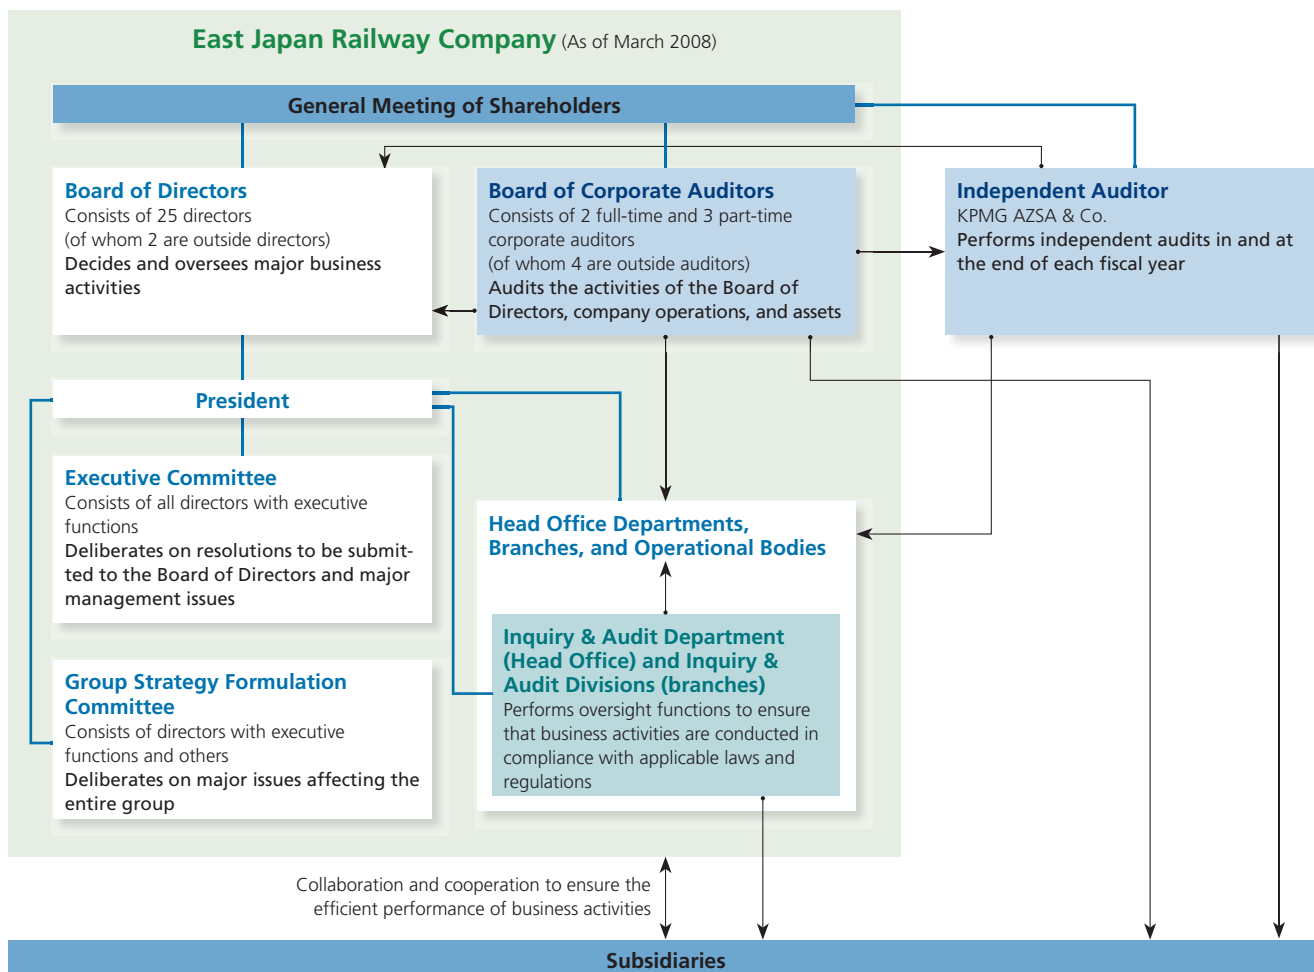 East Japan Railway Company (As of March 2008)
General Meeting of Shareholders
Board of Directors
Consists of 25 directors
(of whom 2 are outside directors)
Decides and oversees major business
activities
Board of Corporate Auditors
Consists of 2 full-time and 3 part-time
corporate auditors
(of whom 4 are outside auditors)
Audits the activities of the Board of
Directors, company operations, and assets
Independent Auditor
KPMG AZSA & Co.
Performs independent audits in and at
the end of each fiscal year
President
Executive Committee
Consists of all directors with executive
functions
Deliberates on resolutions to be submit-
ted to the Board of Directors and major
management issues
Group Strategy Formulation
Committee
Consists of directors with executive
functions and others
Deliberates on major issues affecting the
entire group
Head Office Departments,
Branches, and Operational Bodies
Inquiry & Audit Department
(Head Office) and Inquiry &
Audit Divisions (branches)
Performs oversight functions to ensure
that business activities are conducted in
compliance with applicable laws and
regulations
Collaboration and cooperation to ensure the
efficient performance of business activities
Subsidiaries